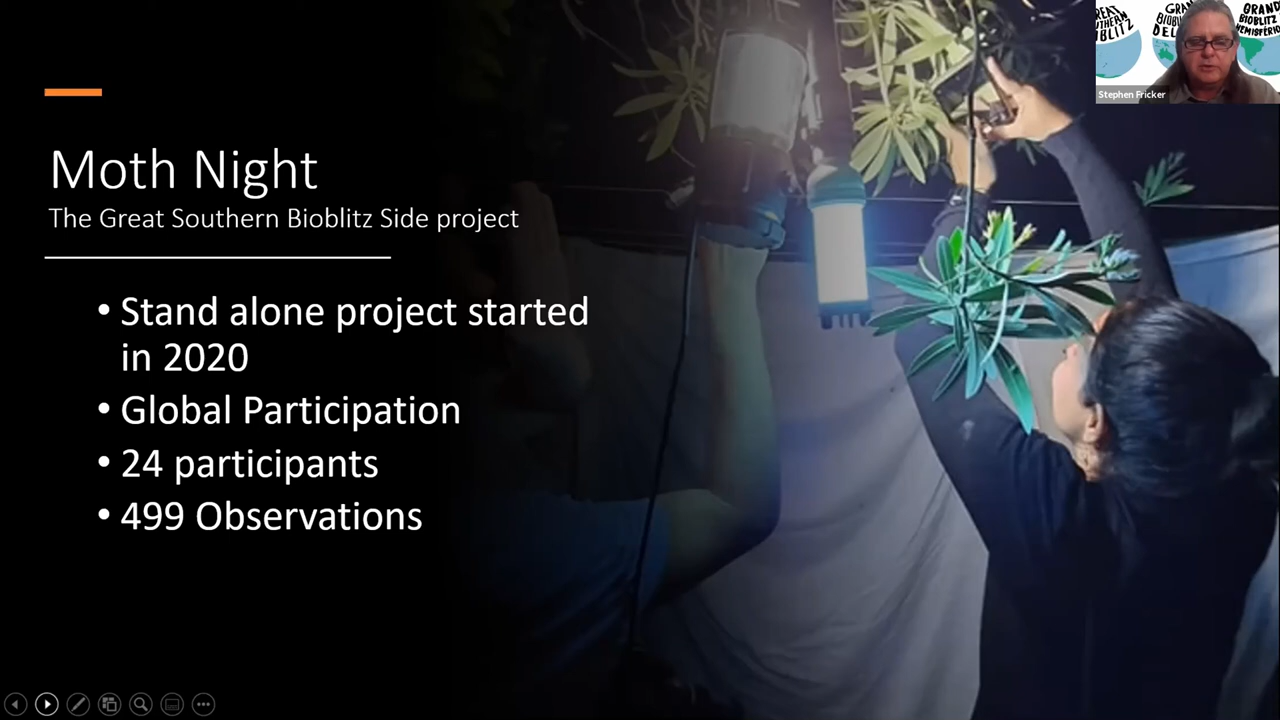 Moth Night
The Great Southern Bioblitz Side project
• Stand alone project started
in 2020
• Global Participation
• 24 participants
• 499 Observations
Stephen Fricker